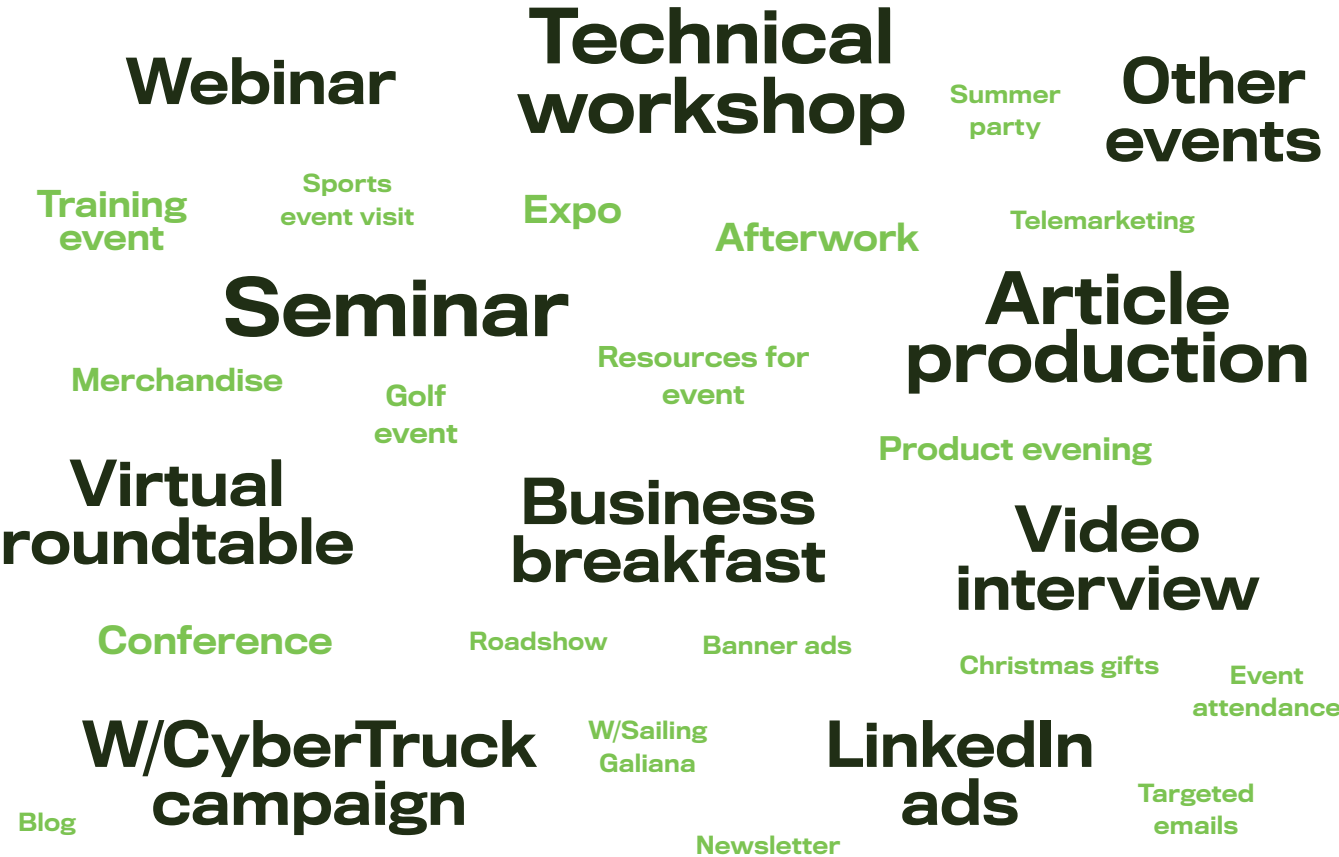 Technical
workshop
Webinar
Other
events
Summer
party
Training
event
Sports
event visit
Expo
Afterwork
Telemarketing
Seminar
Article
production
Merchandise
Golf
event
Resources for
event
Product evening
Virtual
roundtable
Business
breakfast
Video
interview
Conference
Roadshow
Banner ads
Christmas gifts
Event
attendance
W/CyberTruck
campaign
W/Sailing
Galiana
LinkedIn
ads
Targeted
emails
Blog
Newsletter